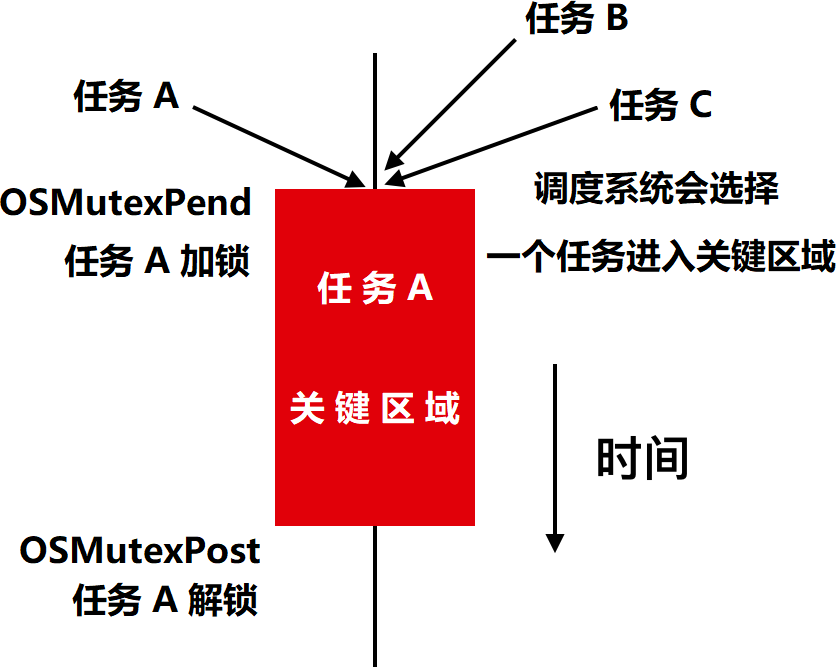 任务 B
任务 A
任务 C
OSMutexPend
任务 A 加锁
调度系统会选择
一个任务进入关键区域
任 务 A
关 键 区 域
时间
OSMutexPost
任务 A 解锁